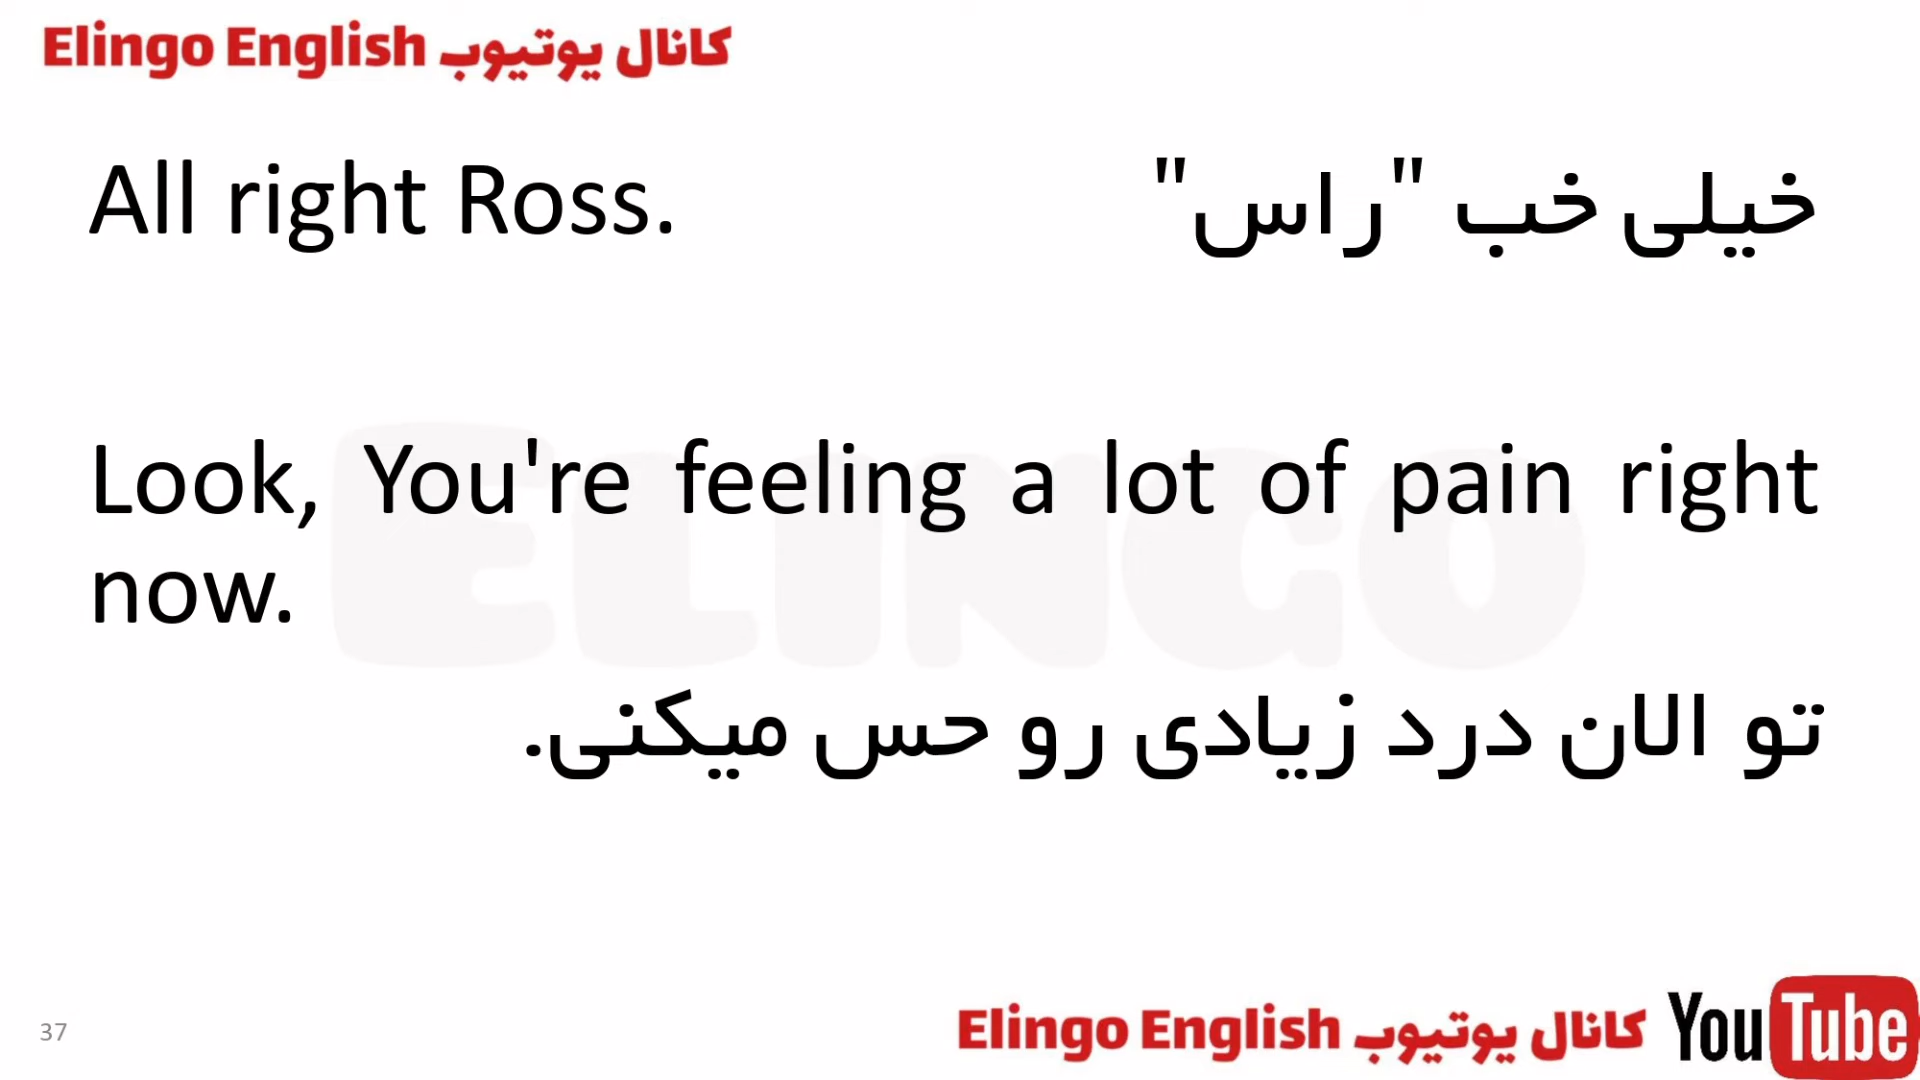 Elingo English کانال یوتیوب
All right Ross.
خیلی خب "راس"
Look, You're feeling a lot of pain right
now.
ELINGO
تو الان درد زیادی رو حس میکنی.
37
Elingo English کانال یوتیوب
YouTube